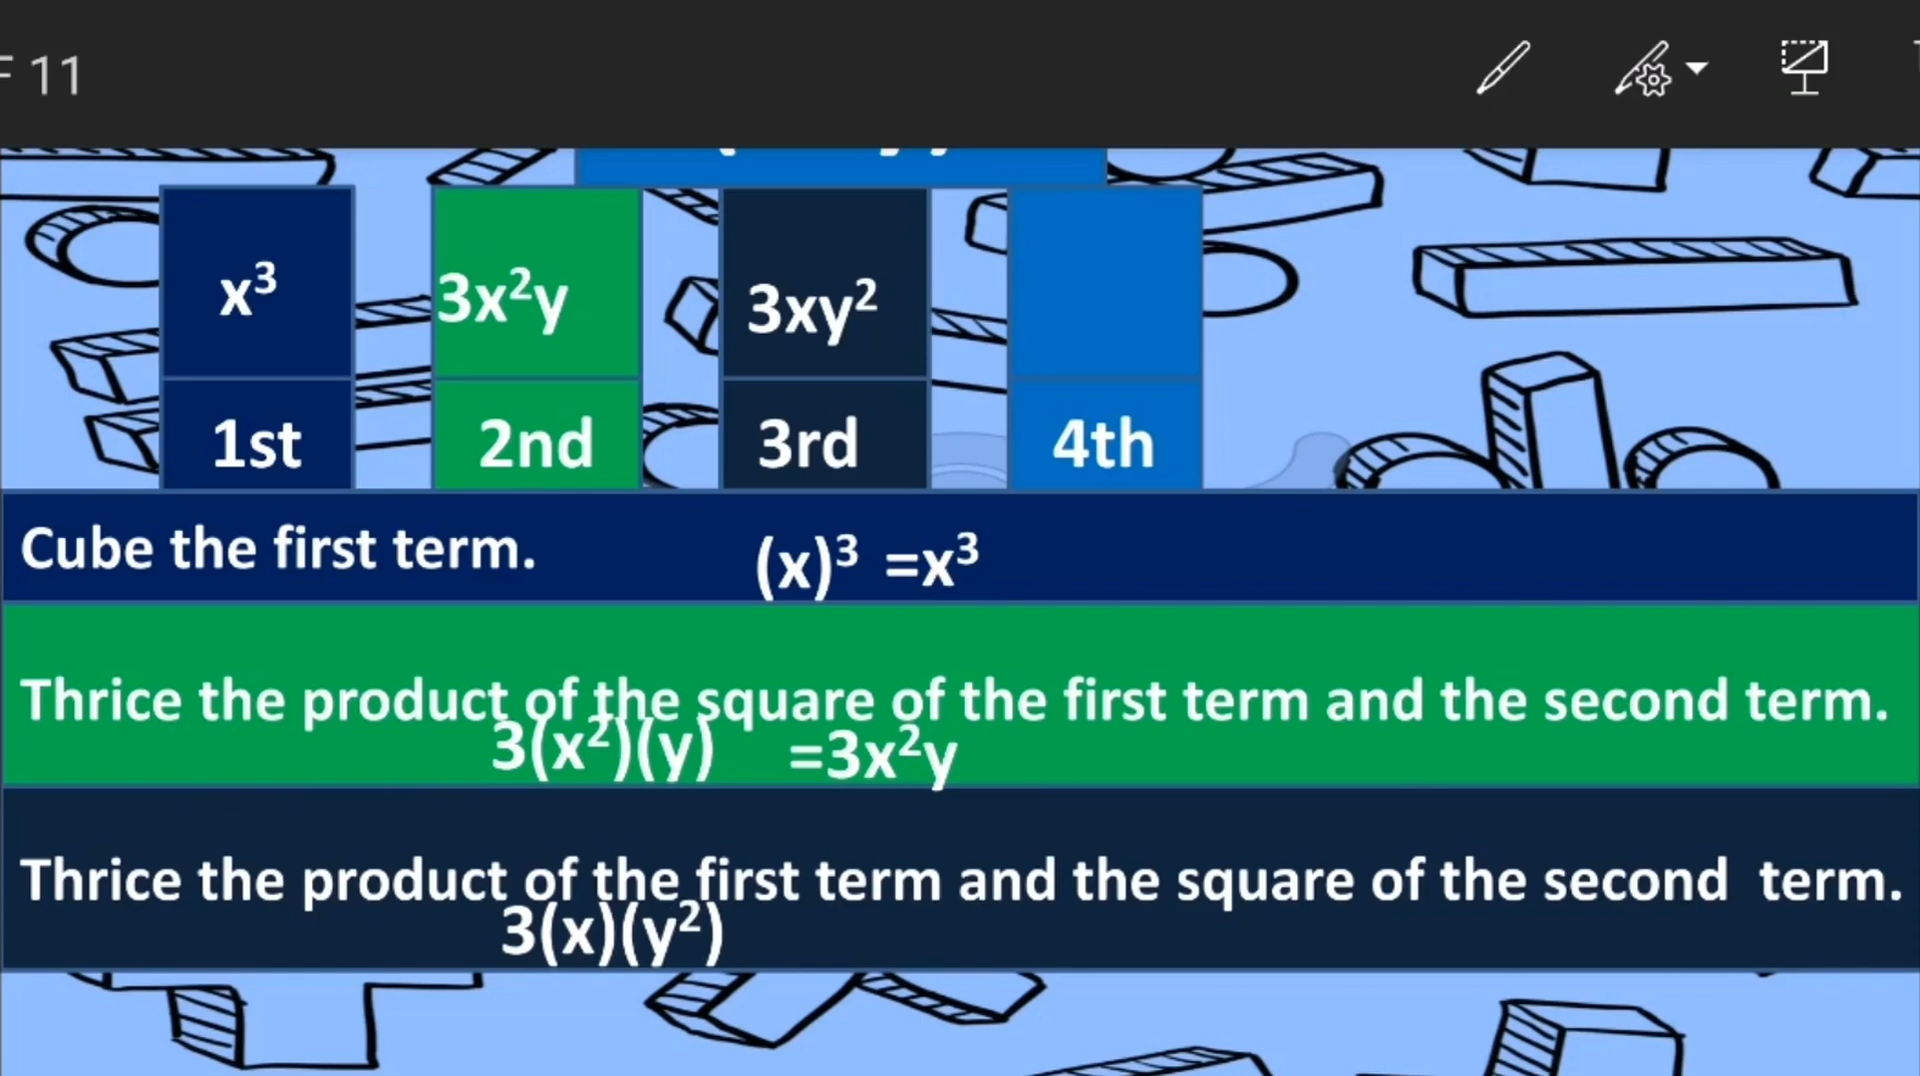 11
x³ 3x²y 3xy²
1st 2nd 3rd 4th
Cube the first term. (x)³ =x³
Thrice the product of the square of the first term and the second term.
3(x²)(y) =3x²y
Thrice the product of the first term and the square of the second term.
3(x)(y²)